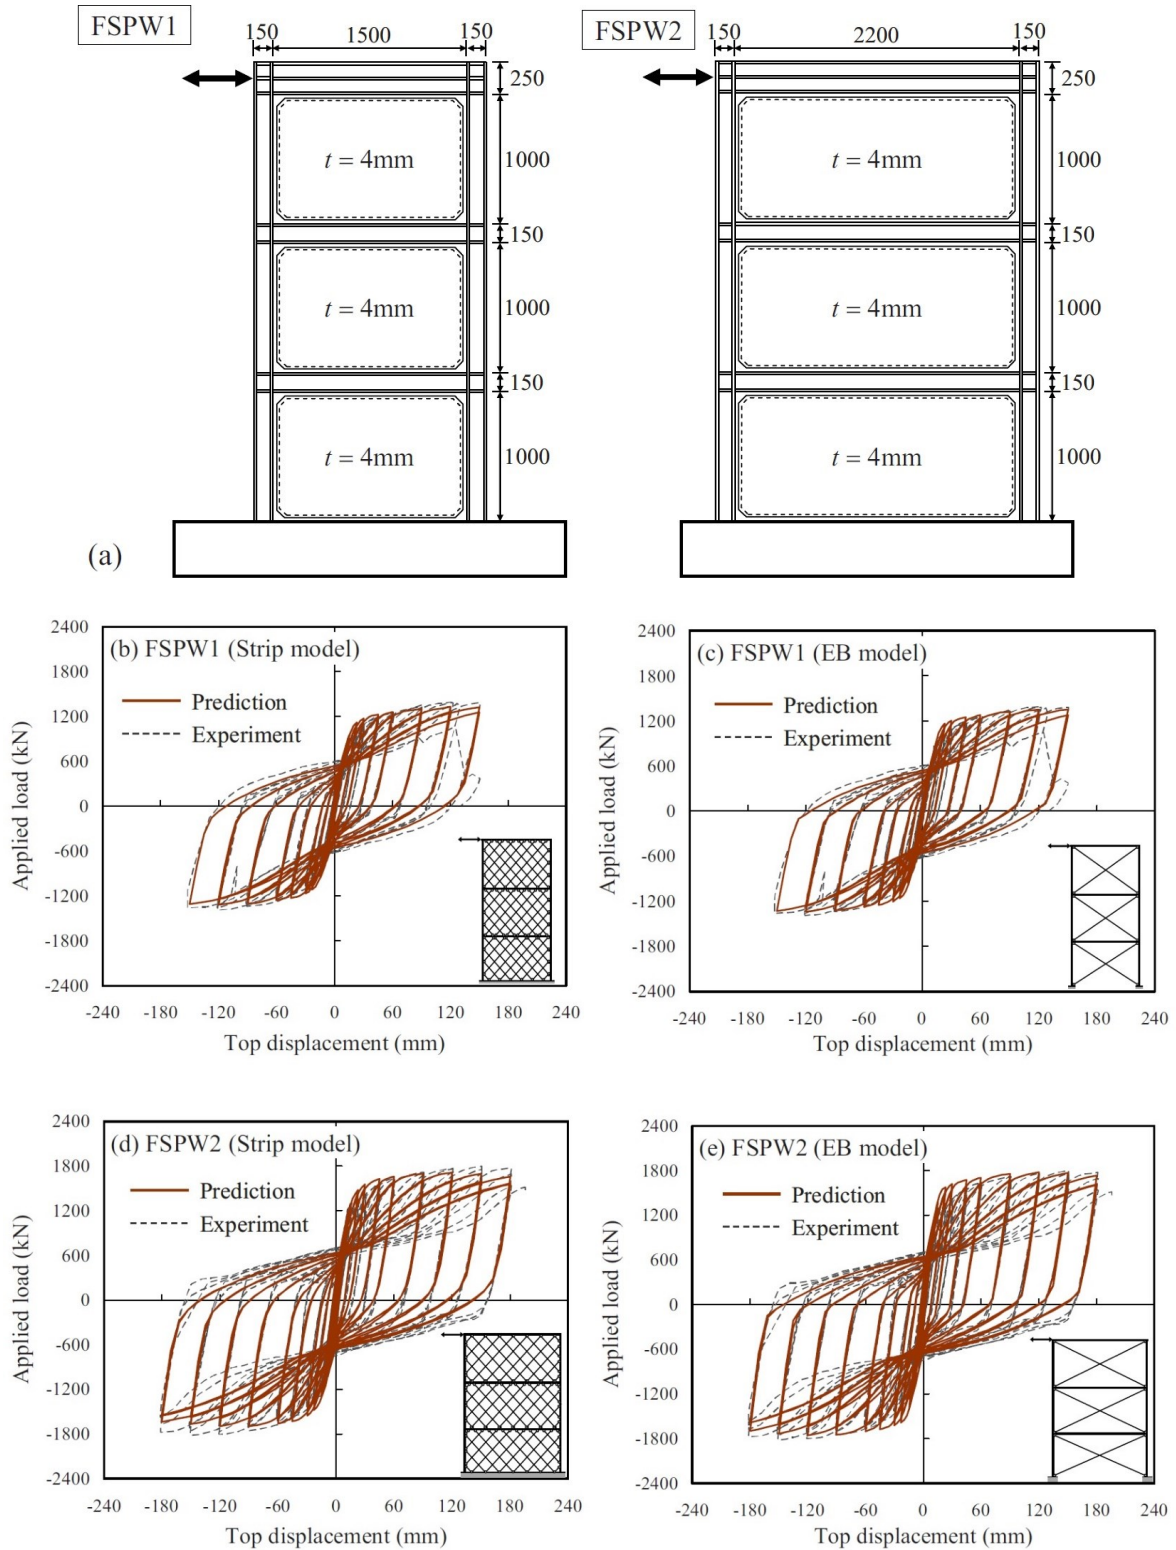 FSPW1
150 1500 150
250
t = 4mm
1000
150
t = 4mm
1000
150
t = 4mm
1000
FSPW2
150 2200 150
250
t = 4mm
1000
150
t = 4mm
1000
150
t = 4mm
1000
(a)
(b) FSPW1 (Strip model)
Prediction
Experiment
Applied load (kN)
2400
1800
1200
600
0
-600
-1200
-1800
-2400
-240 -180 -120 -60 0 60 120 180 240
Top displacement (mm)
(c) FSPW1 (EB model)
Prediction
Experiment
Applied load (kN)
2400
1800
1200
600
0
-600
-1200
-1800
-2400
-240 -180 -120 -60 0 60 120 180 240
Top displacement (mm)
(d) FSPW2 (Strip model)
Prediction
Experiment
Applied load (kN)
2400
1800
1200
600
0
-600
-1200
-1800
-2400
-240 -180 -120 -60 0 60 120 180 240
Top displacement (mm)
(e) FSPW2 (EB model)
Prediction
Experiment
Applied load (kN)
2400
1800
1200
600
0
-600
-1200
-1800
-2400
-240 -180 -120 -60 0 60 120 180 240
Top displacement (mm)